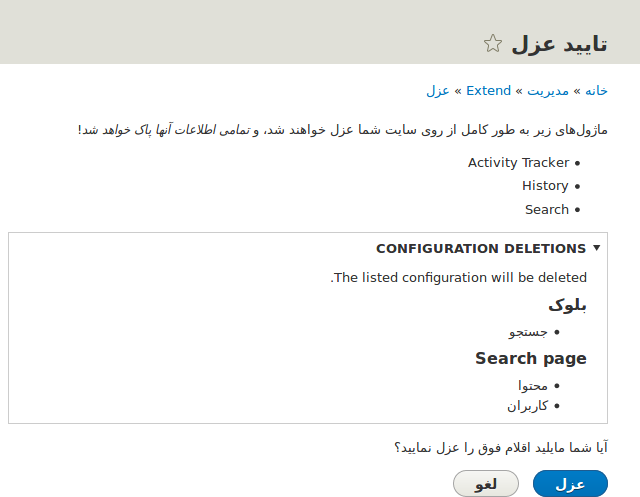 تایید عزل
خانه » مدیریت » Extend » عزل
ماژول‌های زیر به طور کامل از روی سایت شما عزل خواهند شد، و تمامی اطلاعات آنها پاک خواهد شد!
Activity Tracker
History
Search
CONFIGURATION DELETIONS
The listed configuration will be deleted.
بلوک
جستجو
Search page
محتوا
کاربران
آیا شما مایلید اقلام فوق را عزل نمایید؟
عزل لغو